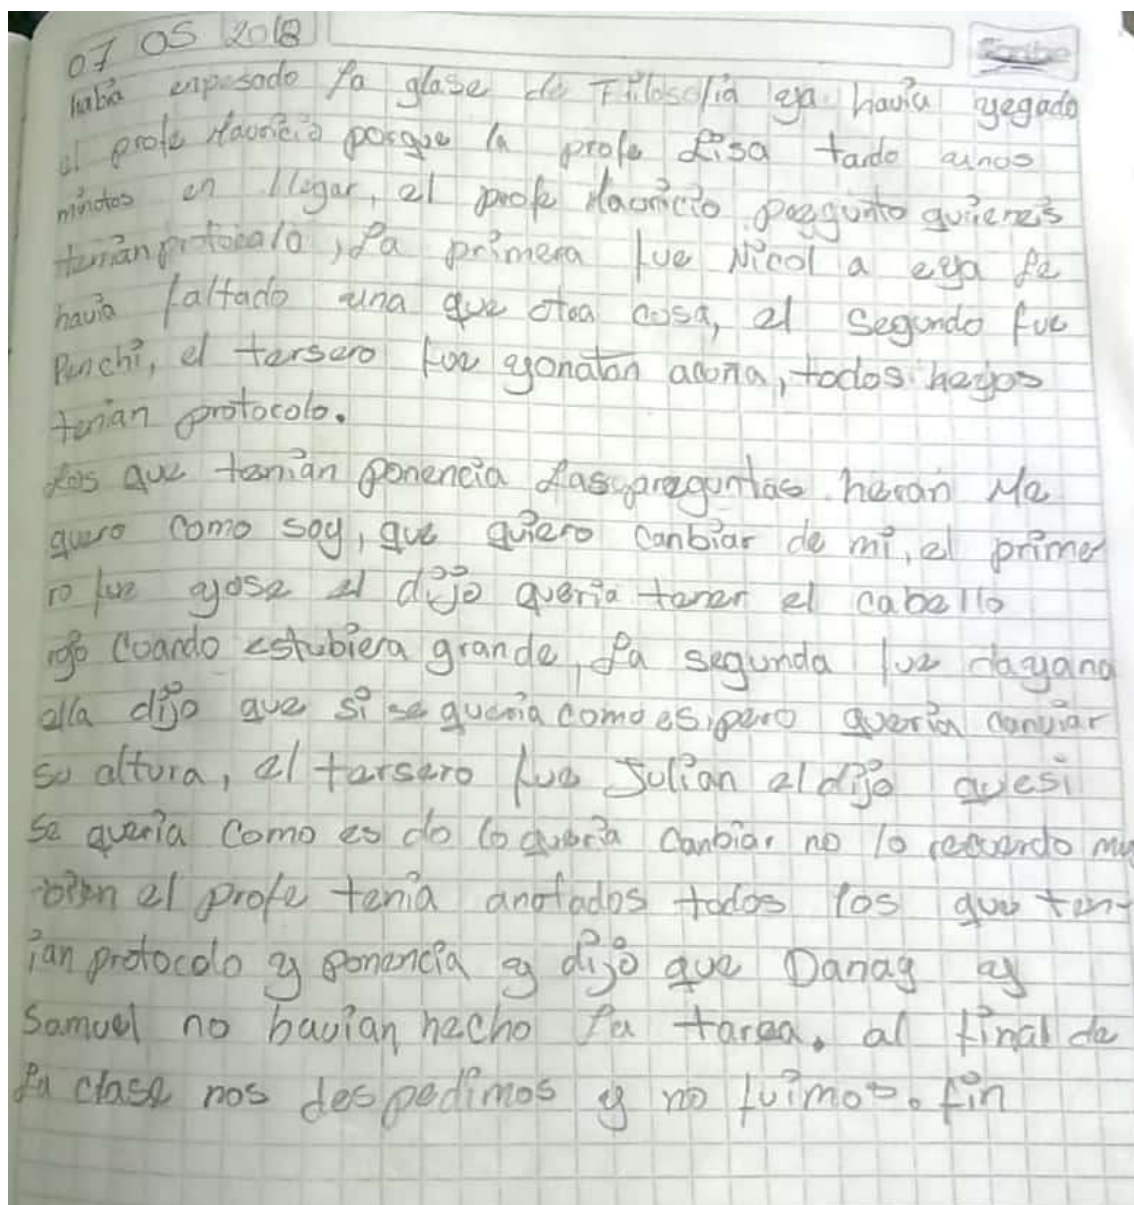 07 05 2018
Scribe
habia enpesado la glase de Filosofia ya havia yegado
el profe Mauricio porque la profe Lisa tardo unos
minotos en llegar, el profe Mauricio preguntó quiénes
tenian protocolo, la primera fue Nicol a eya le
havia faltado una que otra cosa, el segundo fue
Panchi, el tersero fue yonatan acoña, todos heyos
tenian protocolo.
Los que tenian ponencia las preguntas heran Me
quero como soy, que quiero canbiar de mi, el prime
ro fue yose el dijo queria tener el cabello
rojo cuando estubiera grande, La segunda fue dayana
ella dijo que si se queria como es, pero queria canviar
su altura, el tarsero fue Julian el dijo quesi
se queria como es do lo queria canbiar no lo recuerdo muy
bien el profe tenia anotados todos los que ten-
ian protocolo y ponencia y dijo que Danay y
Samuel no havian hecho la tarea. al final de
La clase nos despedimos y no fuimos. fin